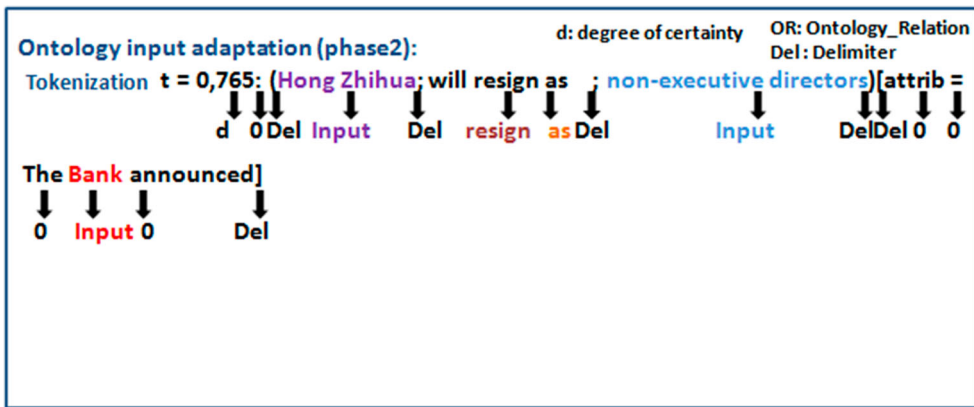 d: degree of certainty OR: Ontology_Relation
Ontology input adaptation (phase2): Del : Delimiter
Tokenization t = 0,765: (Hong Zhihua; will resign as ; non-executive directors)[attrib =
d 0 Del Input Del resign as Del Input Del Del 0 0
The Bank announced]
0 Input 0 Del